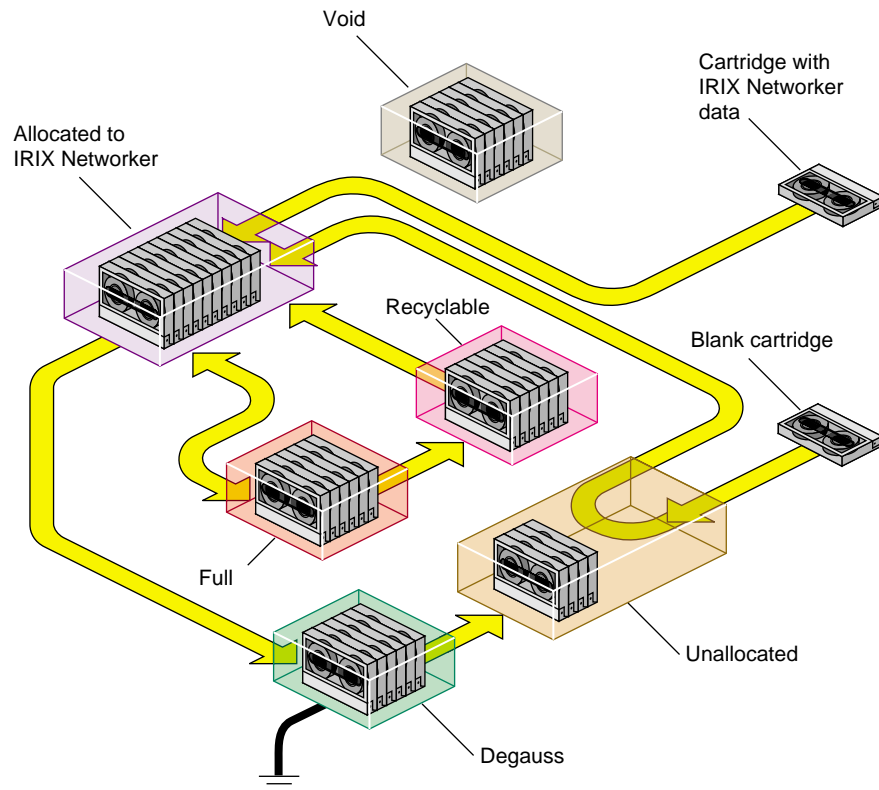 Void
Cartridge with
IRIX Networker
data
Allocated to
IRIX Networker
Recyclable
Blank cartridge
Full
Unallocated
Degauss